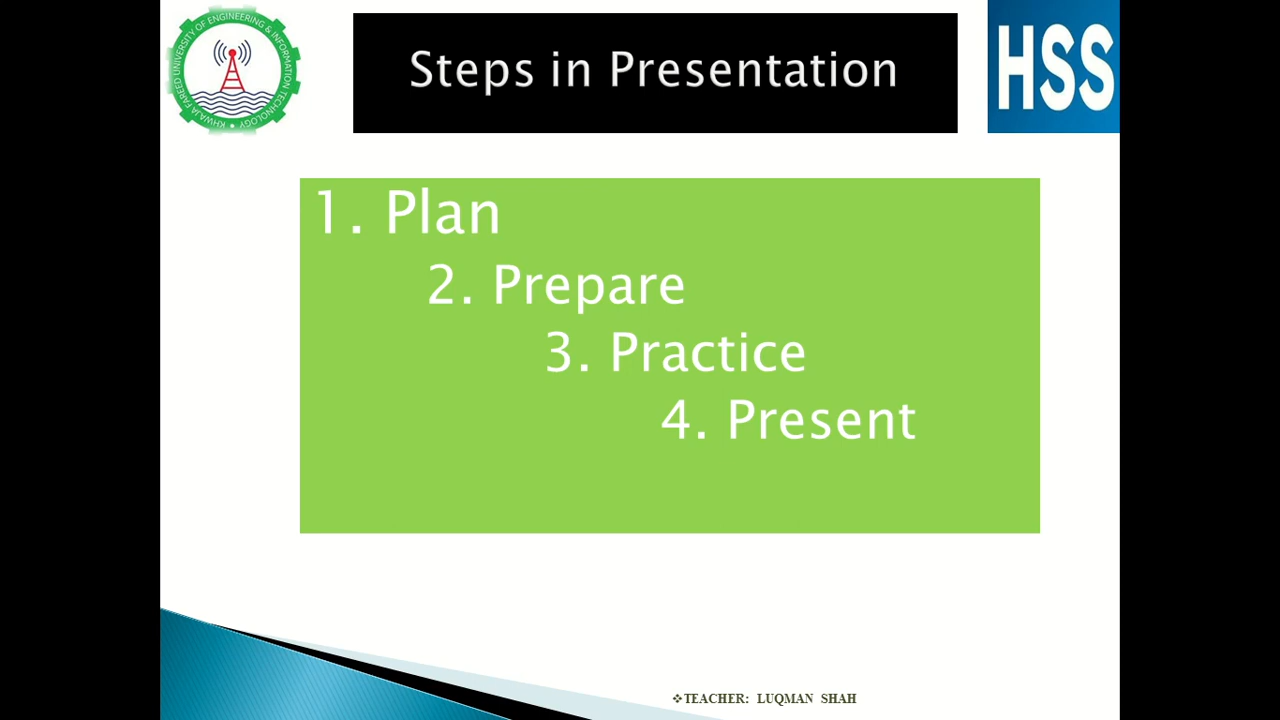 KHWAJA FAREED UNIVERSITY OF ENGINEERING & INFORMATION TECHNOLOGY
Steps in Presentation
HSS
1. Plan
2. Prepare
3. Practice
4. Present
❖TEACHER: LUQMAN SHAH